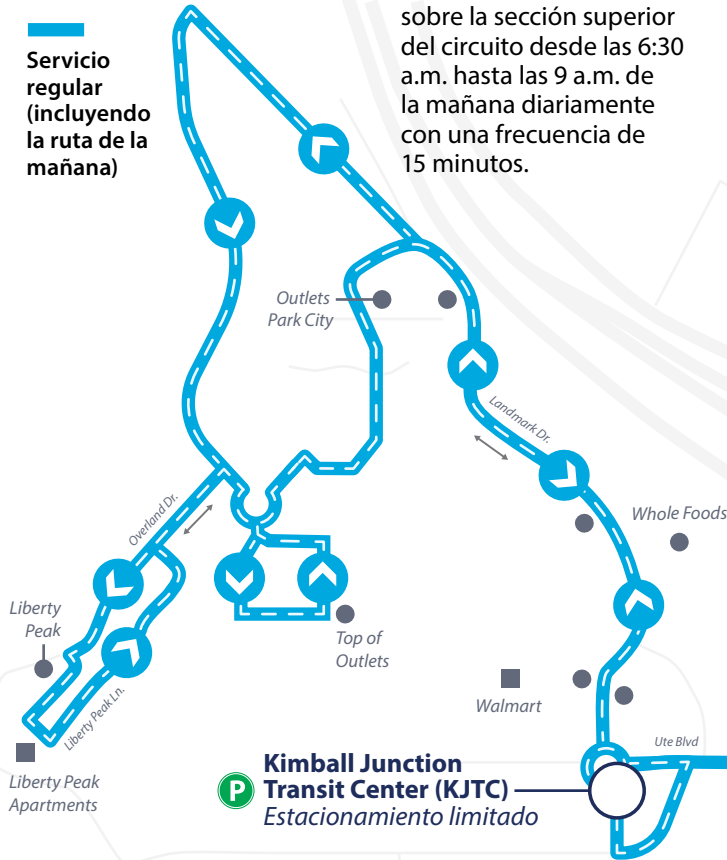 sobre la sección superior
del circuito desde las 6:30
a.m. hasta las 9 a.m. de
la mañana diariamente
con una frecuencia de
15 minutos.
Servicio
regular
(incluyendo
la ruta de la
mañana)
Outlets
Park City
Landmark Dr.
Whole Foods
Overland Dr.
Liberty
Peak
Top of
Outlets
Liberty Peak Ln.
Walmart
Ute Blvd
Liberty Peak
Apartments
P
Kimball Junction
Transit Center (KJTC)
Estacionamiento limitado